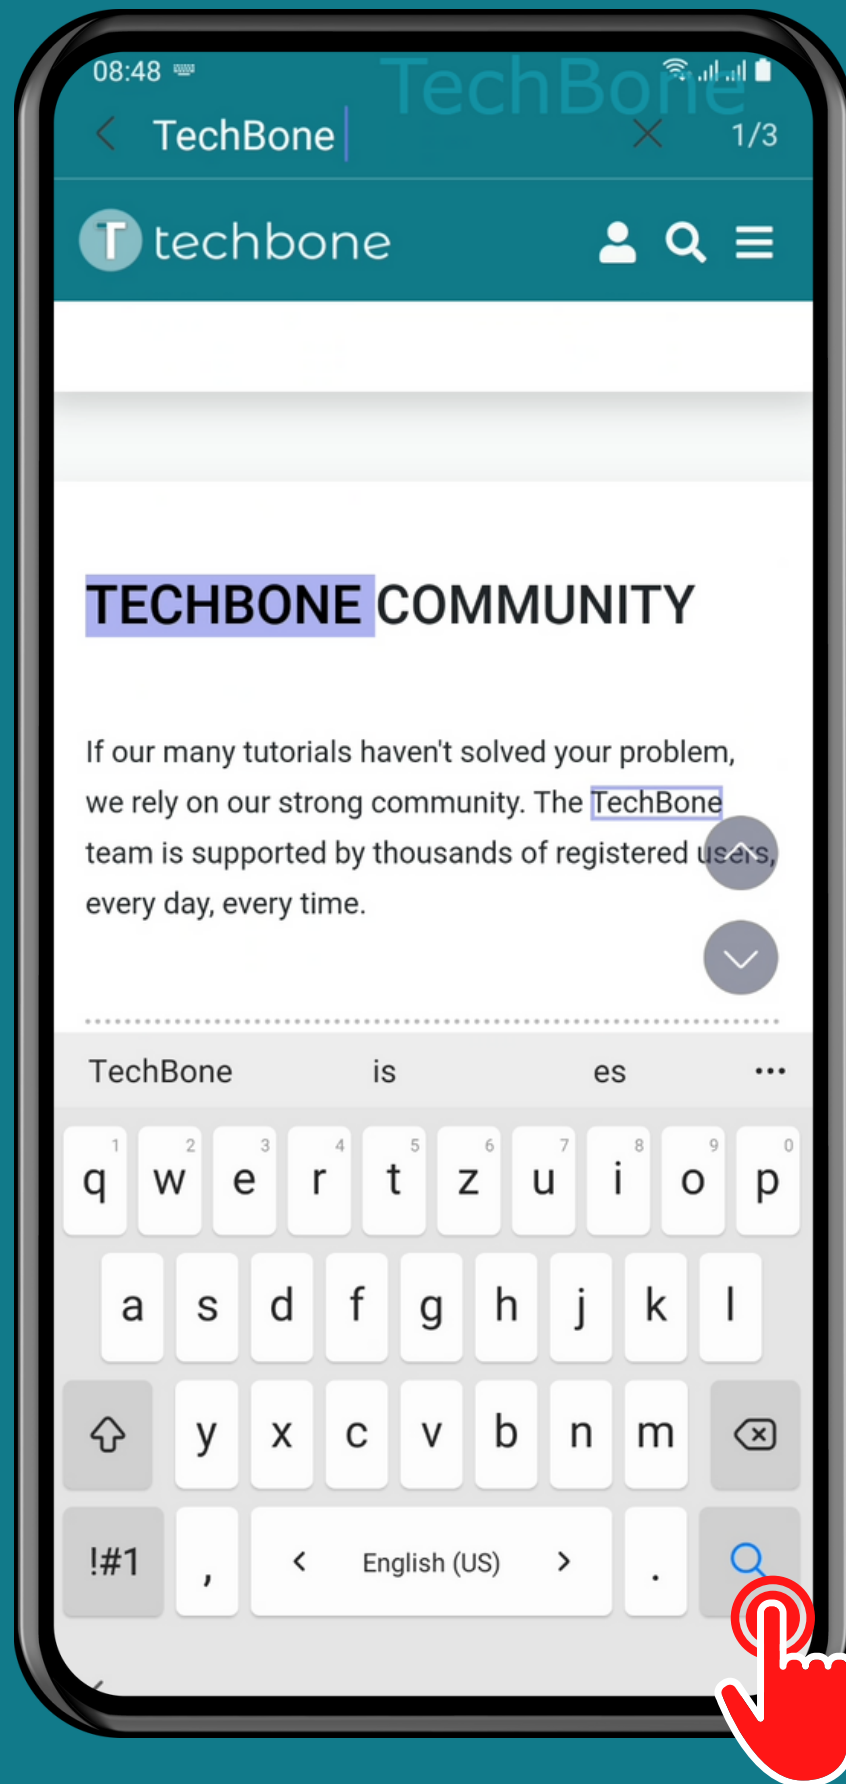 TechBone
08:48
TechBone 1/3
T techbone
TECHBONE COMMUNITY
If our many tutorials haven't solved your problem,
we rely on our strong community. The TechBone
team is supported by thousands of registered users,
every day, every time.
TechBone is es ...
1 2 3 4 5 6 7 8 9 0
q w e r t z u i o p
a s d f g h j k l
y x c v b n m
!#1 , < English (US) > .